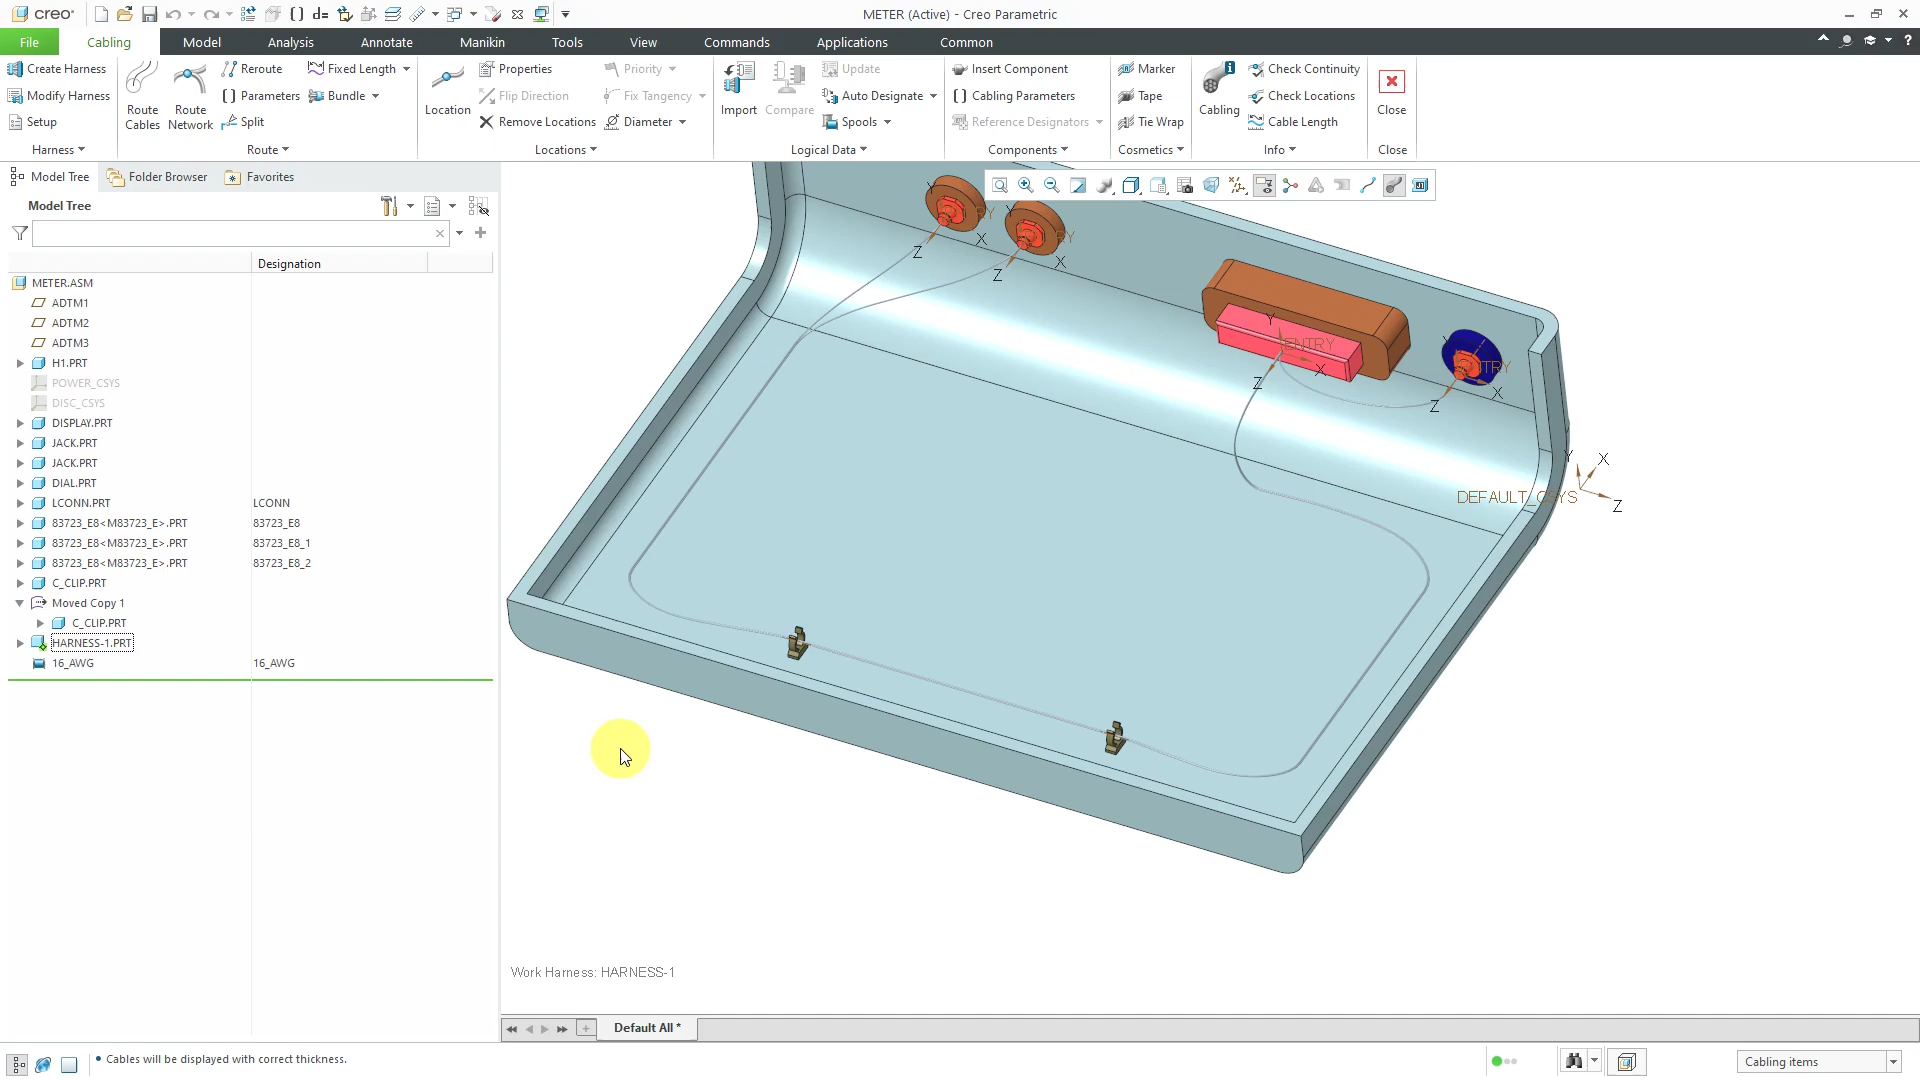 creo
METER (Active) - Creo Parametric
File
Cabling
Model
Analysis
Annotate
Manikin
Tools
View
Commands
Applications
Common
Create Harness
Modify Harness
Setup
Harness
Route Cables
Route Network
Reroute
Parameters
Split
Fixed Length
Bundle
Route
Location
Properties
Flip Direction
Remove Locations
Priority
Fix Tangency
Diameter
Locations
Import
Compare
Update
Auto Designate
Spools
Logical Data
Insert Component
Cabling Parameters
Reference Designators
Components
Marker
Tape
Tie Wrap
Cosmetics
Cabling
Check Continuity
Check Locations
Cable Length
Info
Close
Close
Model Tree
Folder Browser
Favorites
Model Tree
Designation
METER.ASM
ADTM1
ADTM2
ADTM3
H1.PRT
POWER_CSYS
DISC_CSYS
DISPLAY.PRT
JACK.PRT
JACK.PRT
DIAL.PRT
LCONN.PRT LCONN
83723_E8<M83723_E>.PRT 83723_E8
83723_E8<M83723_E>.PRT 83723_E8_1
83723_E8<M83723_E>.PRT 83723_E8_2
C_CLIP.PRT
Moved Copy 1
C_CLIP.PRT
HARNESS-1.PRT
16_AWG 16_AWG
Y
X
Z
Y
X
Z
Y
ENTRY
X
Z
X
Z
Y
X
Z
DEFAULT_CSYS
Work Harness: HARNESS-1
Default All *
• Cables will be displayed with correct thickness.
Cabling items